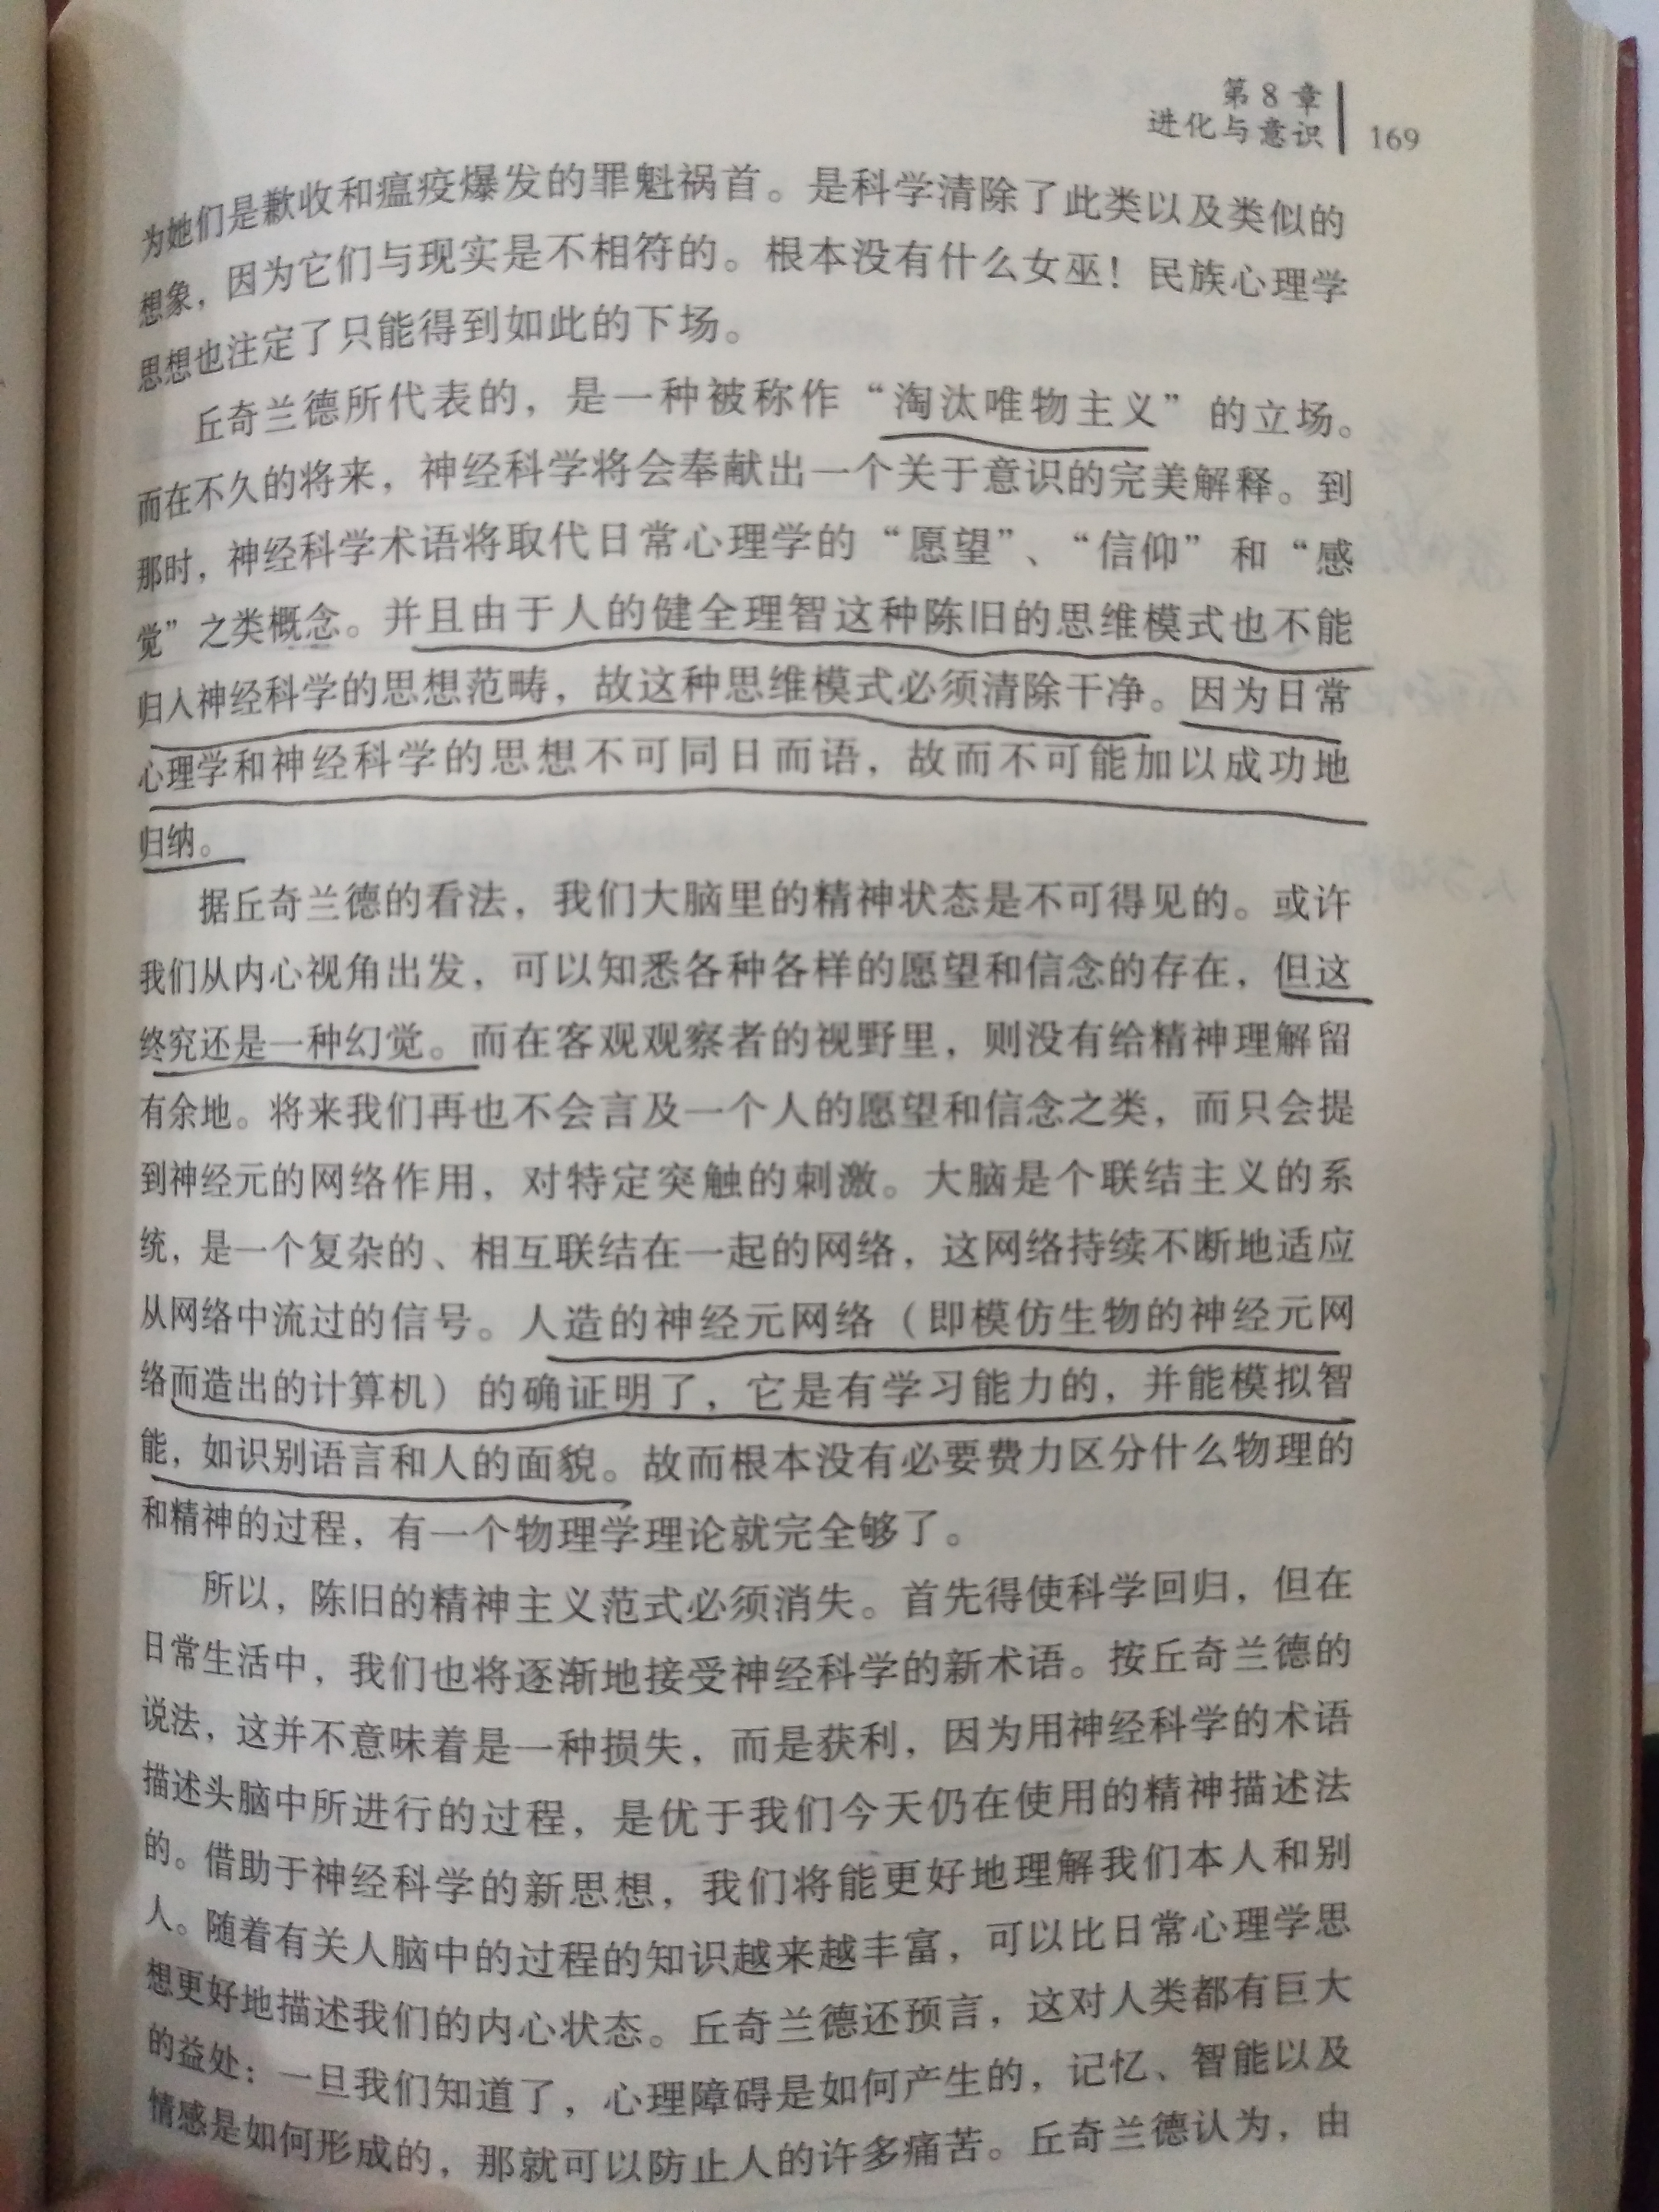 第8章
进化与意识
169
为她们是歉收和瘟疫爆发的罪魁祸首。是科学清除了此类以及类似的
想象，因为它们与现实是不相符的。根本没有什么女巫！民族心理学
思想也注定了只能得到如此的下场。
丘奇兰德所代表的，是一种被称作“淘汰唯物主义”的立场。
而在不久的将来，神经科学将会奉献出一个关于意识的完美解释。到
那时，神经科学术语将取代日常心理学的“愿望”、“信仰”和“感
觉”之类概念。并且由于人的健全理智这种陈旧的思维模式也不能
归入神经科学的思想范畴，故这种思维模式必须清除干净。因为日常
心理学和神经科学的思想不可同日而语，故而不可能加以成功地
归纳。
据丘奇兰德的看法，我们大脑里的精神状态是不可得见的。或许
我们从内心视角出发，可以知悉各种各样的愿望和信念的存在，但这
终究还是一种幻觉。而在客观观察者的视野里，则没有给精神理解留
有余地。将来我们再也不会言及一个人的愿望和信念之类，而只会提
到神经元的网络作用，对特定突触的刺激。大脑是个联结主义的系
统，是一个复杂的、相互联结在一起的网络，这网络持续不断地适应
从网络中流过的信号。人造的神经元网络（即模仿生物的神经元网
络而造出的计算机）的确证明了，它是有学习能力的，并能模拟智
能，如识别语言和人的面貌。故而根本没有必要费力区分什么物理的
和精神的过程，有一个物理学理论就完全够了。
所以，陈旧的精神主义范式必须消失。首先得使科学回归，但在
日常生活中，我们也将逐渐地接受神经科学的新术语。按丘奇兰德的
说法，这并不意味着是一种损失，而是获利，因为用神经科学的术语
描述头脑中所进行的过程，是优于我们今天仍在使用的精神描述法
的。借助于神经科学的新思想，我们将能更好地理解我们本人和别
人。随着有关人脑中的过程的知识越来越丰富，可以比日常心理学思
想更好地描述我们的内心状态。丘奇兰德还预言，这对人类都有巨大
的益处：一旦我们知道了，心理障碍是如何产生的，记忆、智能以及
情感是如何形成的，那就可以防止人的许多痛苦。丘奇兰德认为，由